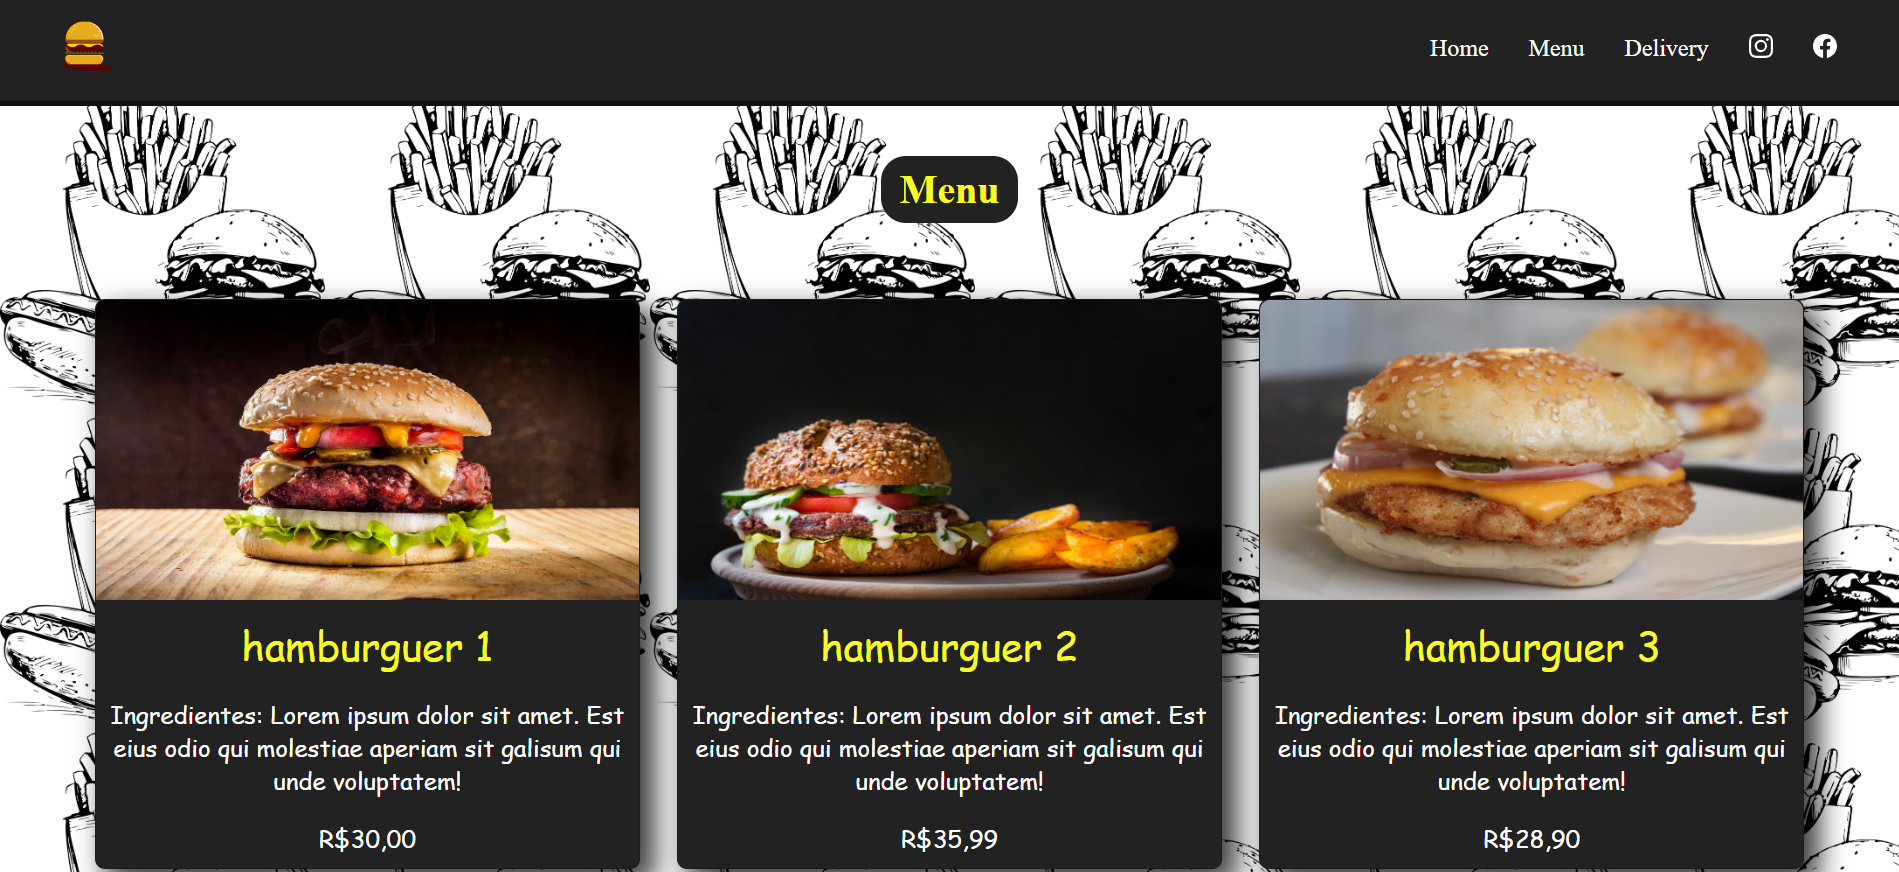 Home Menu Delivery
Menu
hamburguer 1
Ingredientes: Lorem ipsum dolor sit amet. Est
eius odio qui molestiae aperiam sit galisum qui
unde voluptatem!
R$30,00
hamburguer 2
Ingredientes: Lorem ipsum dolor sit amet. Est
eius odio qui molestiae aperiam sit galisum qui
unde voluptatem!
R$35,99
hamburguer 3
Ingredientes: Lorem ipsum dolor sit amet. Est
eius odio qui molestiae aperiam sit galisum qui
unde voluptatem!
R$28,90